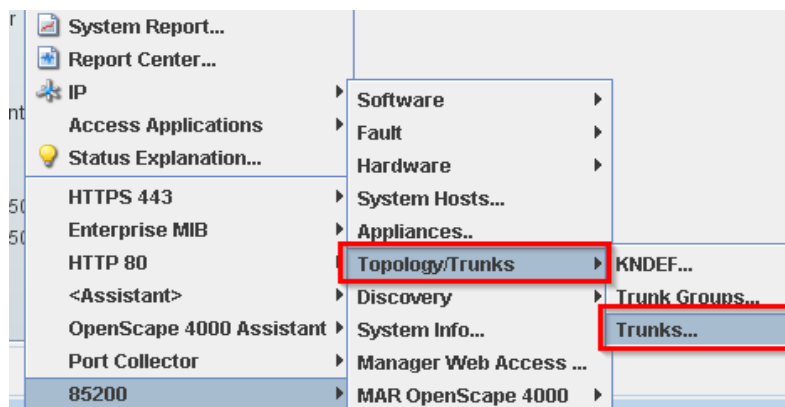 System Report...
Report Center...
IP
Access Applications
Status Explanation...
HTTPS 443
Enterprise MIB
HTTP 80
<Assistant>
OpenScape 4000 Assistant
Port Collector
85200
Software
Fault
Hardware
System Hosts...
Appliances..
Topology/Trunks
Discovery
System Info...
Manager Web Access ...
MAR OpenScape 4000
KNDEF...
Trunk Groups...
Trunks...